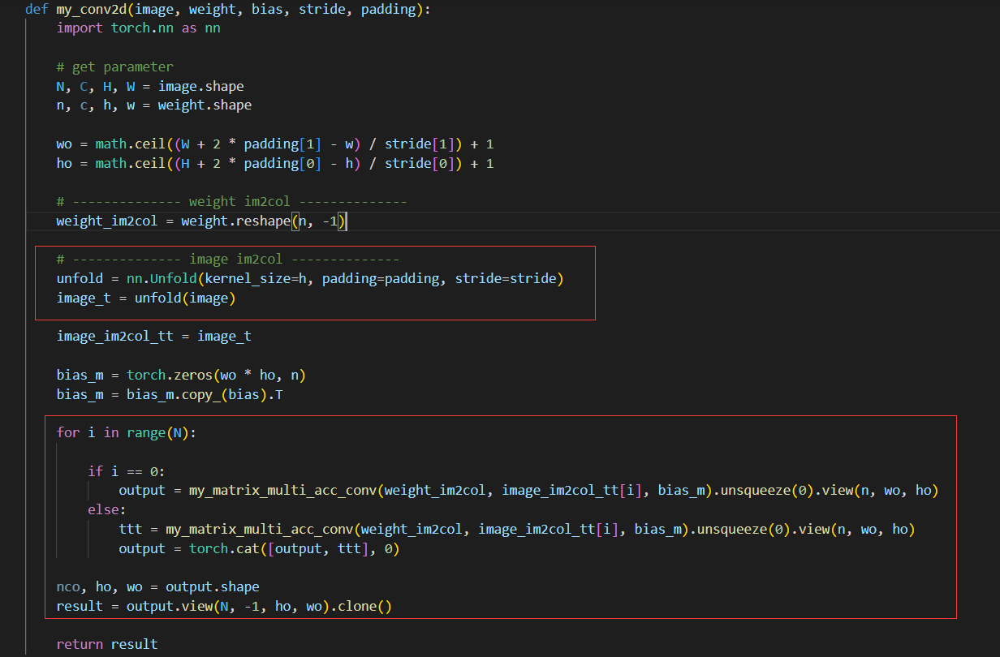 def my_conv2d(image, weight, bias, stride, padding):
    import torch.nn as nn
    # get parameter
    N, C, H, W = image.shape
    n, c, h, w = weight.shape
    wo = math.ceil((W + 2 * padding[1] - w) / stride[1]) + 1
    ho = math.ceil((H + 2 * padding[0] - h) / stride[0]) + 1
    # -------------- weight im2col --------------
    weight_im2col = weight.reshape(n, -1)
    # -------------- image im2col --------------
    unfold = nn.Unfold(kernel_size=h, padding=padding, stride=stride)
    image_t = unfold(image)
    image_im2col_tt = image_t
    bias_m = torch.zeros(wo * ho, n)
    bias_m = bias_m.copy_(bias).T
    for i in range(N):
        if i == 0:
            output = my_matrix_multi_acc_conv(weight_im2col, image_im2col_tt[i], bias_m).unsqueeze(0).view(n, wo, ho)
        else:
            ttt = my_matrix_multi_acc_conv(weight_im2col, image_im2col_tt[i], bias_m).unsqueeze(0).view(n, wo, ho)
            output = torch.cat([output, ttt], 0)
    nco, ho, wo = output.shape
    result = output.view(N, -1, ho, wo).clone()
    return result